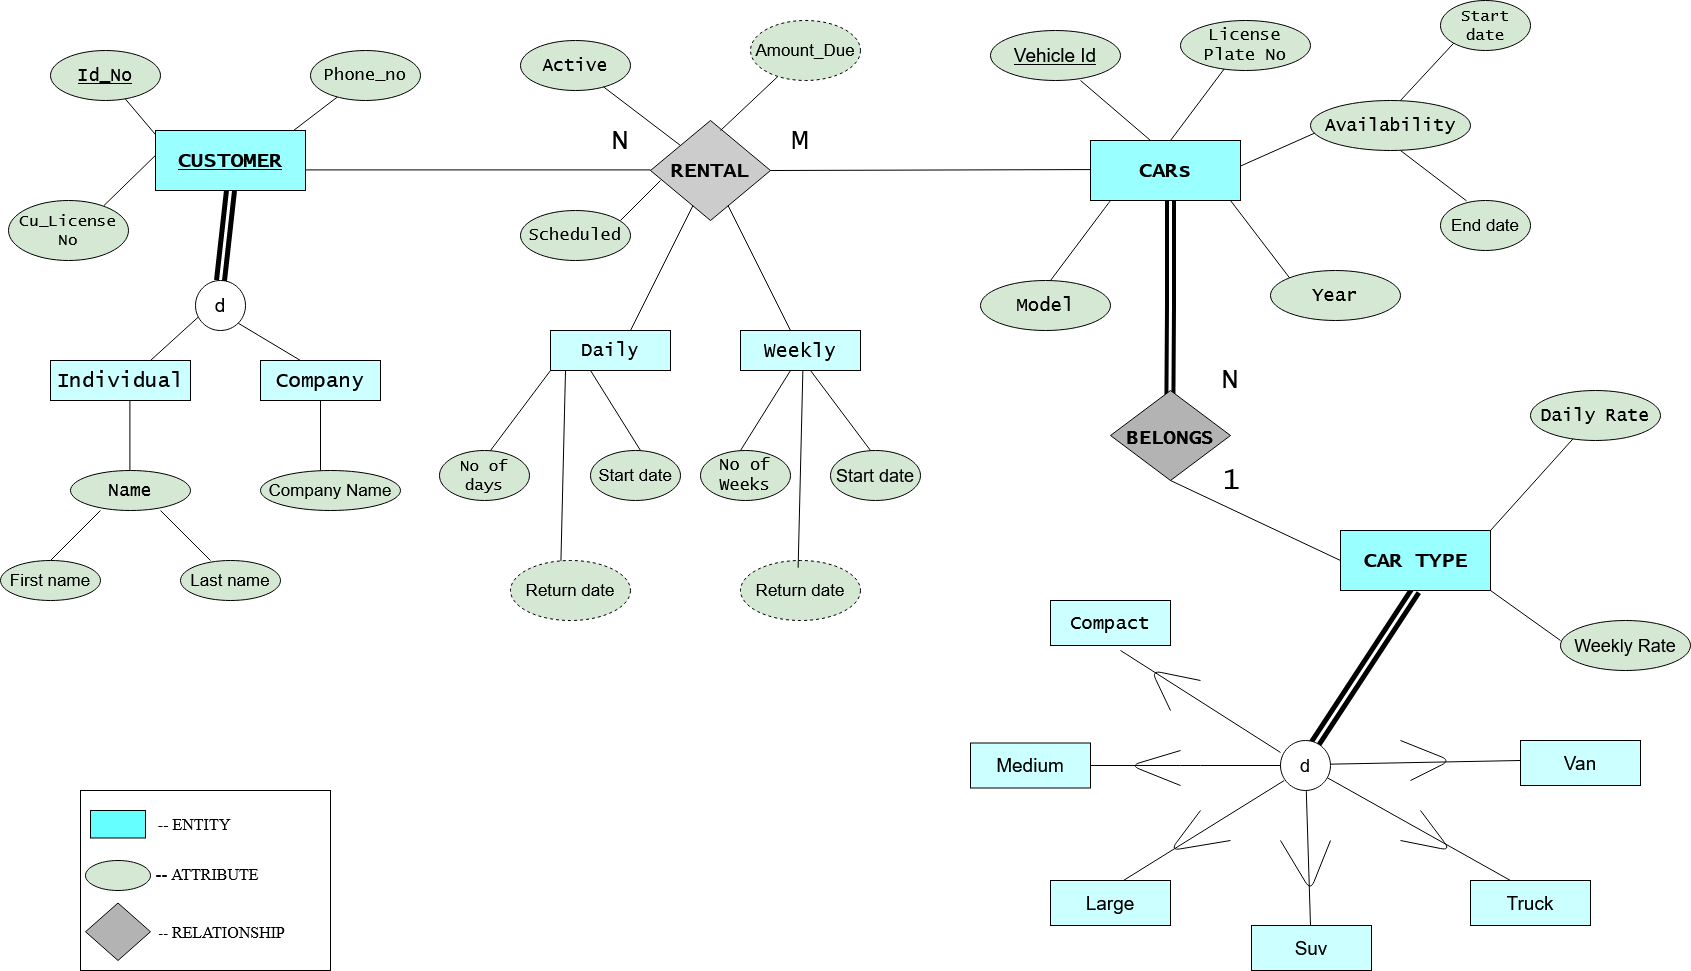 Start
date
License
Plate No
Vehicle Id
Amount_Due
Active
Id_No
Phone_no
Availability
N
M
CUSTOMER
RENTAL
CARs
Cu_License
No
Scheduled
End date
d
Model
Year
Daily
Weekly
Individual
Company
N
Daily Rate
BELONGS
No of
days
Start date
No of
Weeks
Start date
1
Name
Company Name
CAR TYPE
First name
Last name
Return date
Return date
Compact
Weekly Rate
Medium
d
Van
Large
Truck
Suv
-- ENTITY
-- ATTRIBUTE
-- RELATIONSHIP